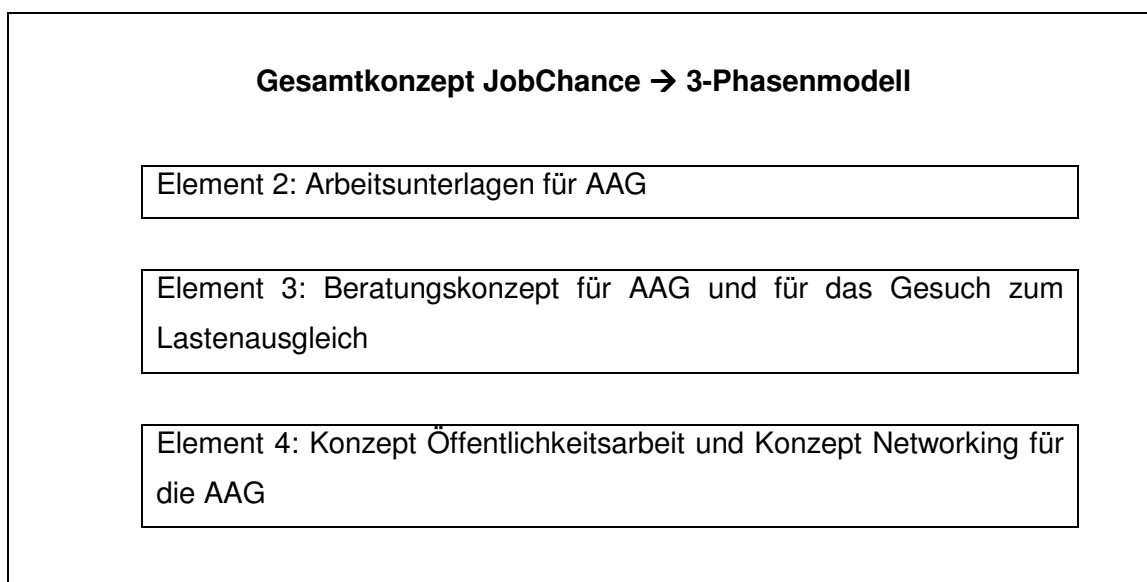 Gesamtkonzept JobChance → 3-Phasenmodell
Element 2: Arbeitsunterlagen für AAG
Element 3: Beratungskonzept für AAG und für das Gesuch zum
Lastenausgleich
Element 4: Konzept Öffentlichkeitsarbeit und Konzept Networking für
die AAG